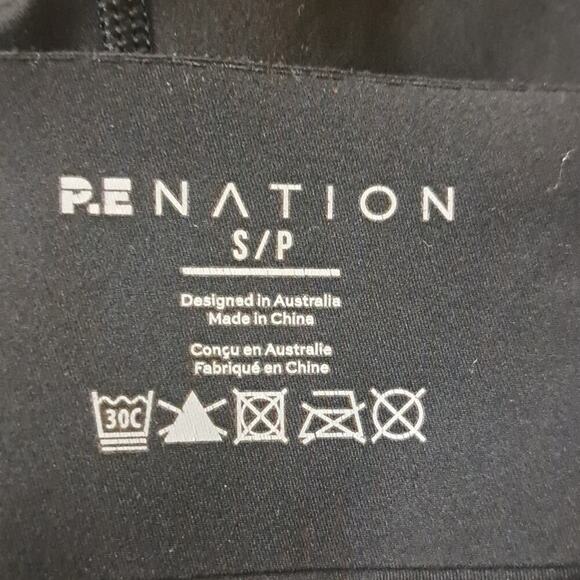 P.E NATION
S/P
Designed in Australia
Made in China
Conçu en Australie
Fabriqué en Chine
30C